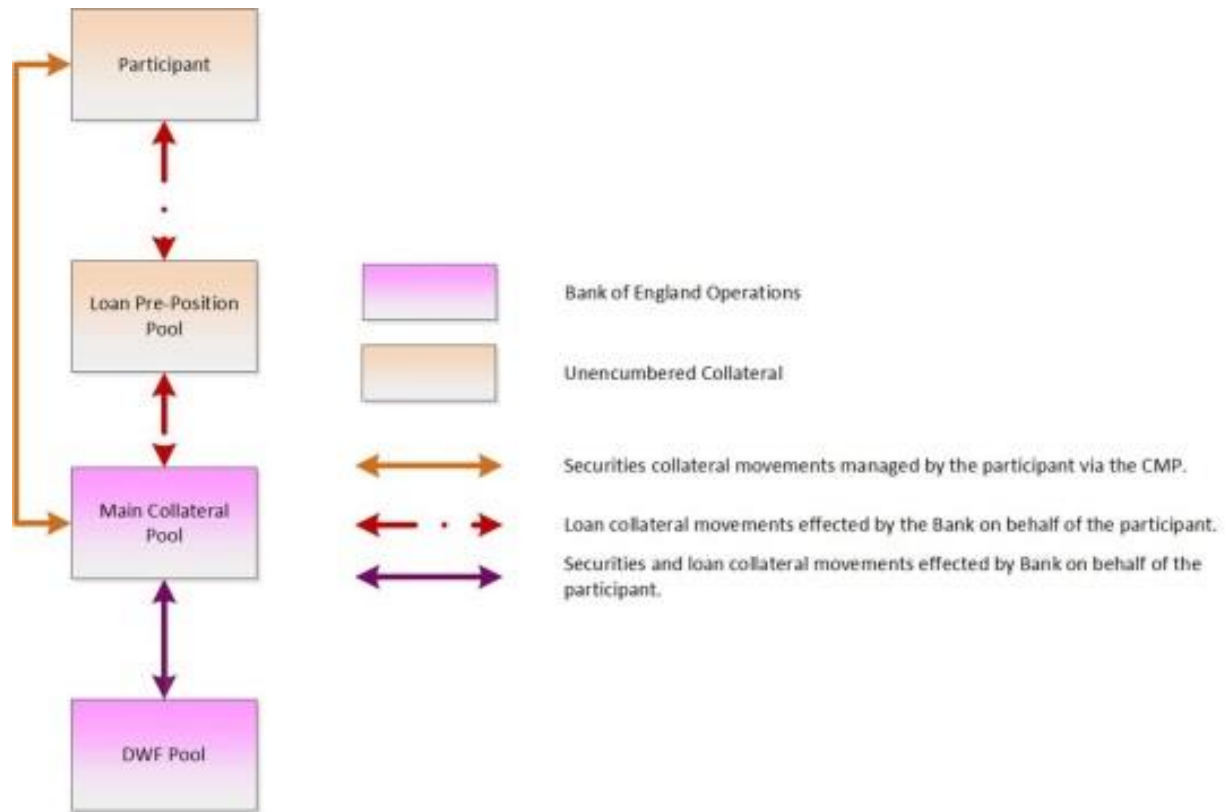 Participant
Loan Pre-Position
Pool
Bank of England Operations
Unencumbered Collateral
Securities collateral movements managed by the participant via the CMP.
Main Collateral
Pool
Loan collateral movements effected by the Bank on behalf of the participant.
Securities and loan collateral movements effected by Bank on behalf of the
participant.
DWF Pool